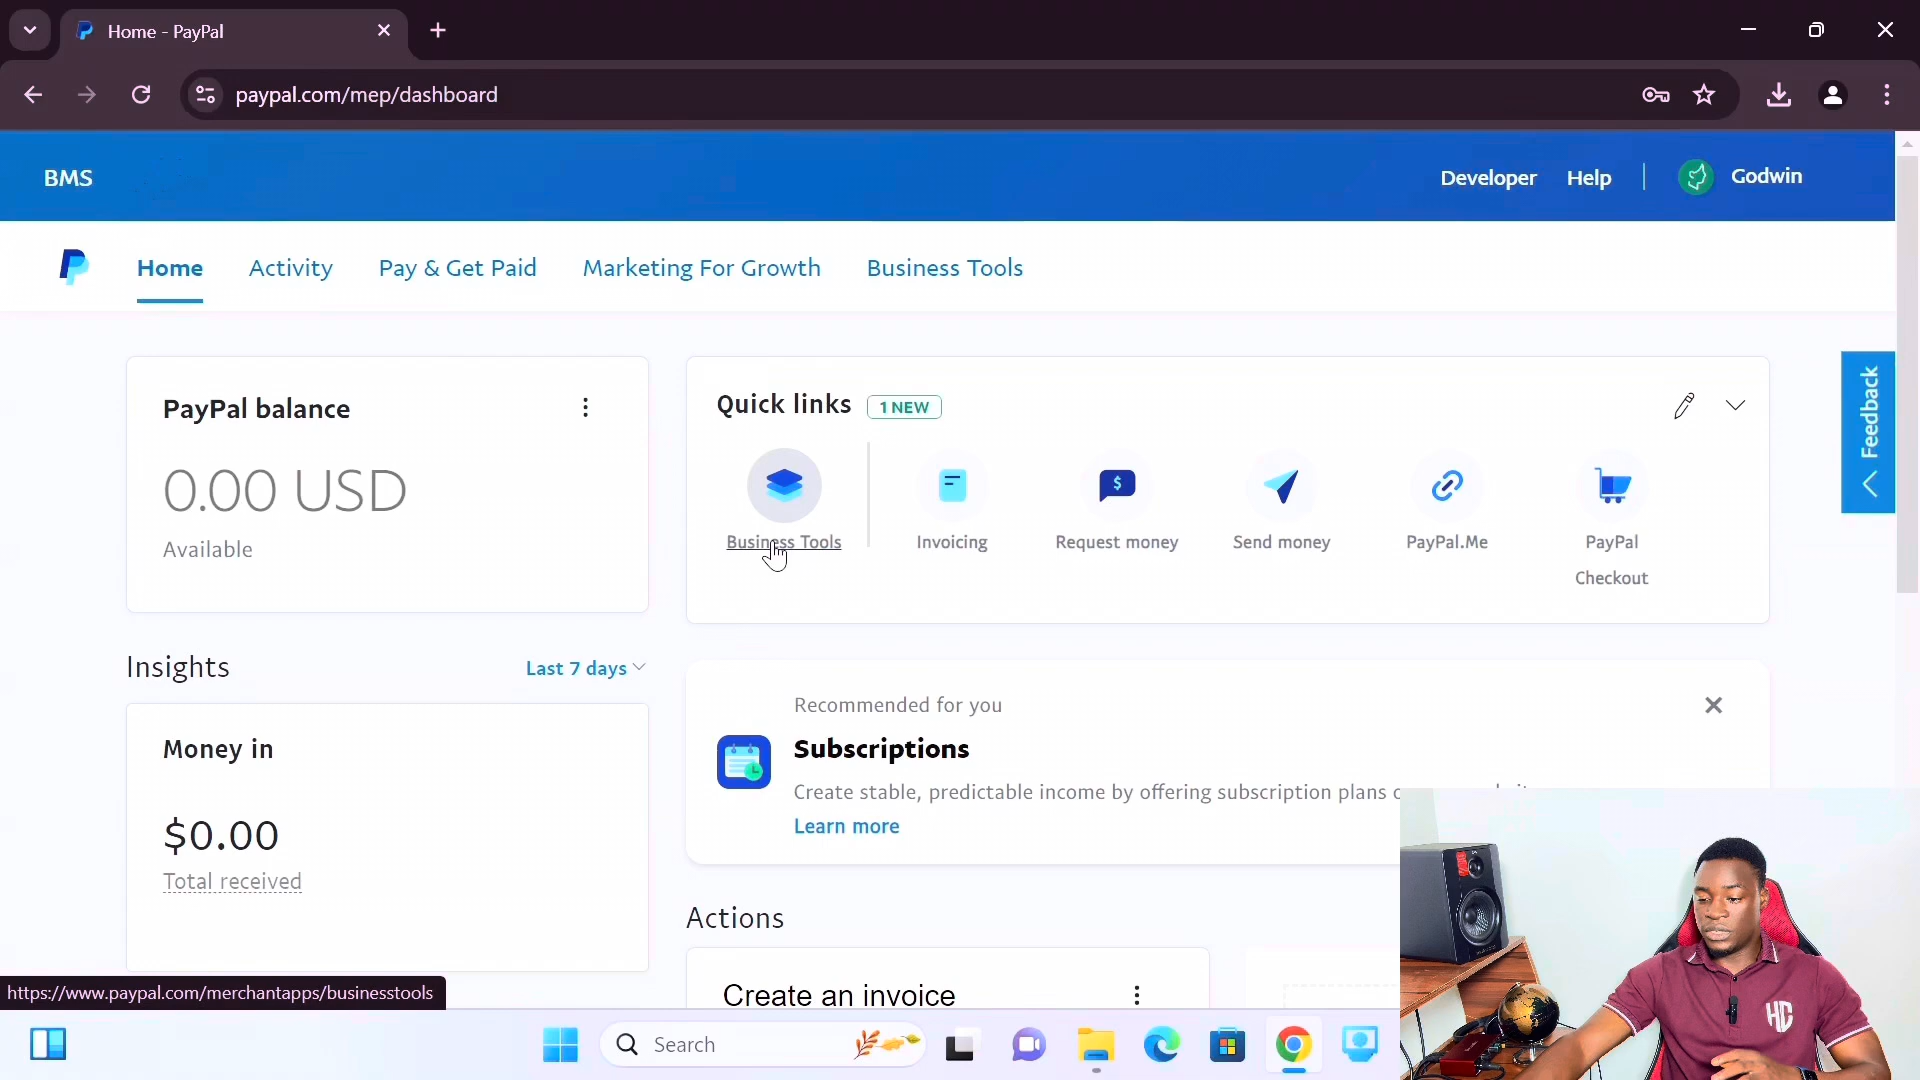 Home - PayPal
paypal.com/mep/dashboard
BMS
Developer
Help
Godwin
Home
Activity
Pay & Get Paid
Marketing For Growth
Business Tools
PayPal balance
0.00 USD
Available
Quick links
1 NEW
Business Tools
Invoicing
Request money
Send money
PayPal.Me
PayPal
Checkout
Feedback
Insights
Last 7 days
Money in
$0.00
Total received
Recommended for you
Subscriptions
Create stable, predictable income by offering subscription plans
Learn more
Actions
Create an invoice
https://www.paypal.com/merchantapps/businesstools
Search
HC